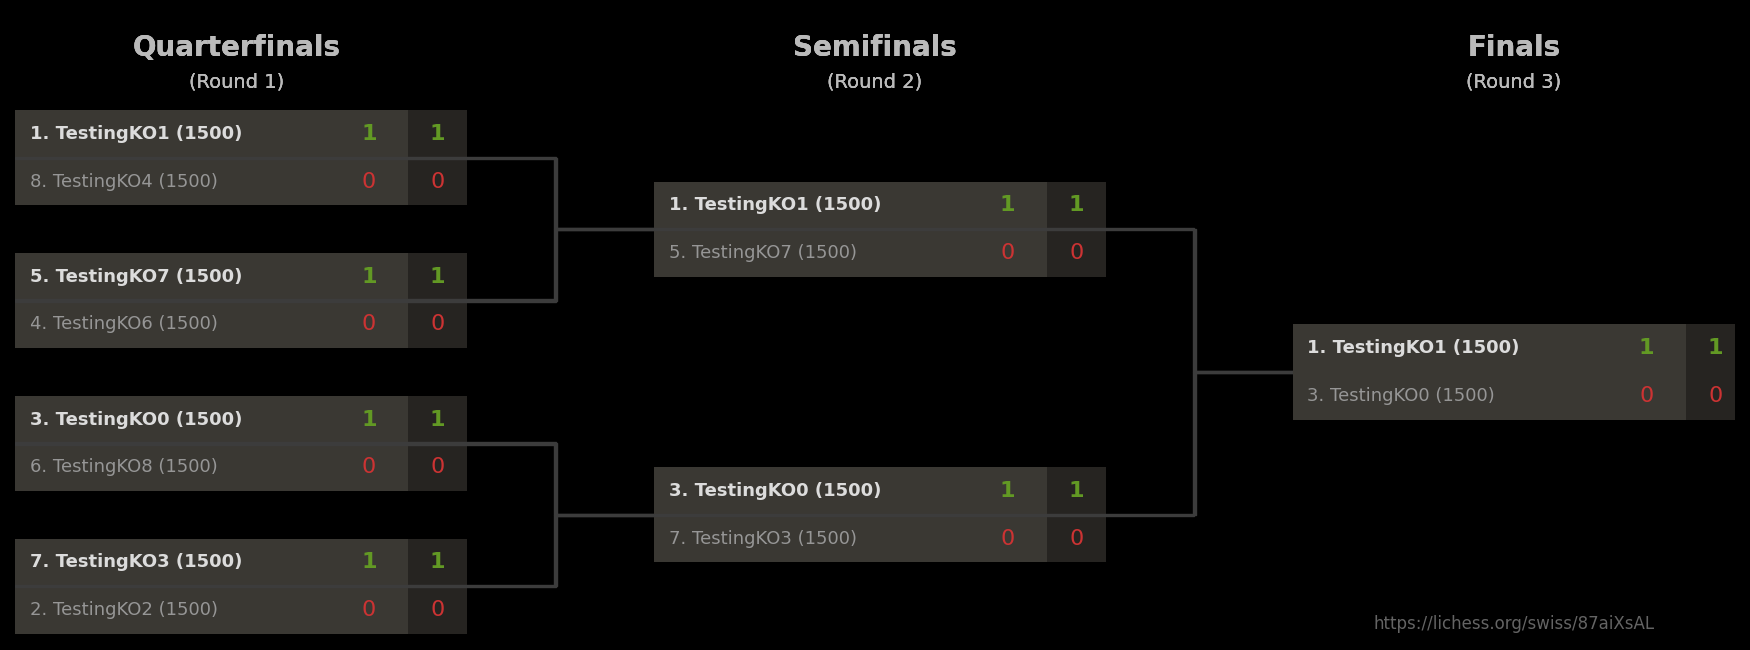 Quarterfinals
(Round 1)
1. TestingKO1 (1500) 1 1
8. TestingKO4 (1500) 0 0
5. TestingKO7 (1500) 1 1
4. TestingKO6 (1500) 0 0
3. TestingKO0 (1500) 1 1
6. TestingKO8 (1500) 0 0
7. TestingKO3 (1500) 1 1
2. TestingKO2 (1500) 0 0
Semifinals
(Round 2)
1. TestingKO1 (1500) 1 1
5. TestingKO7 (1500) 0 0
3. TestingKO0 (1500) 1 1
7. TestingKO3 (1500) 0 0
Finals
(Round 3)
1. TestingKO1 (1500) 1 1
3. TestingKO0 (1500) 0 0
https://lichess.org/swiss/87aiXsAL